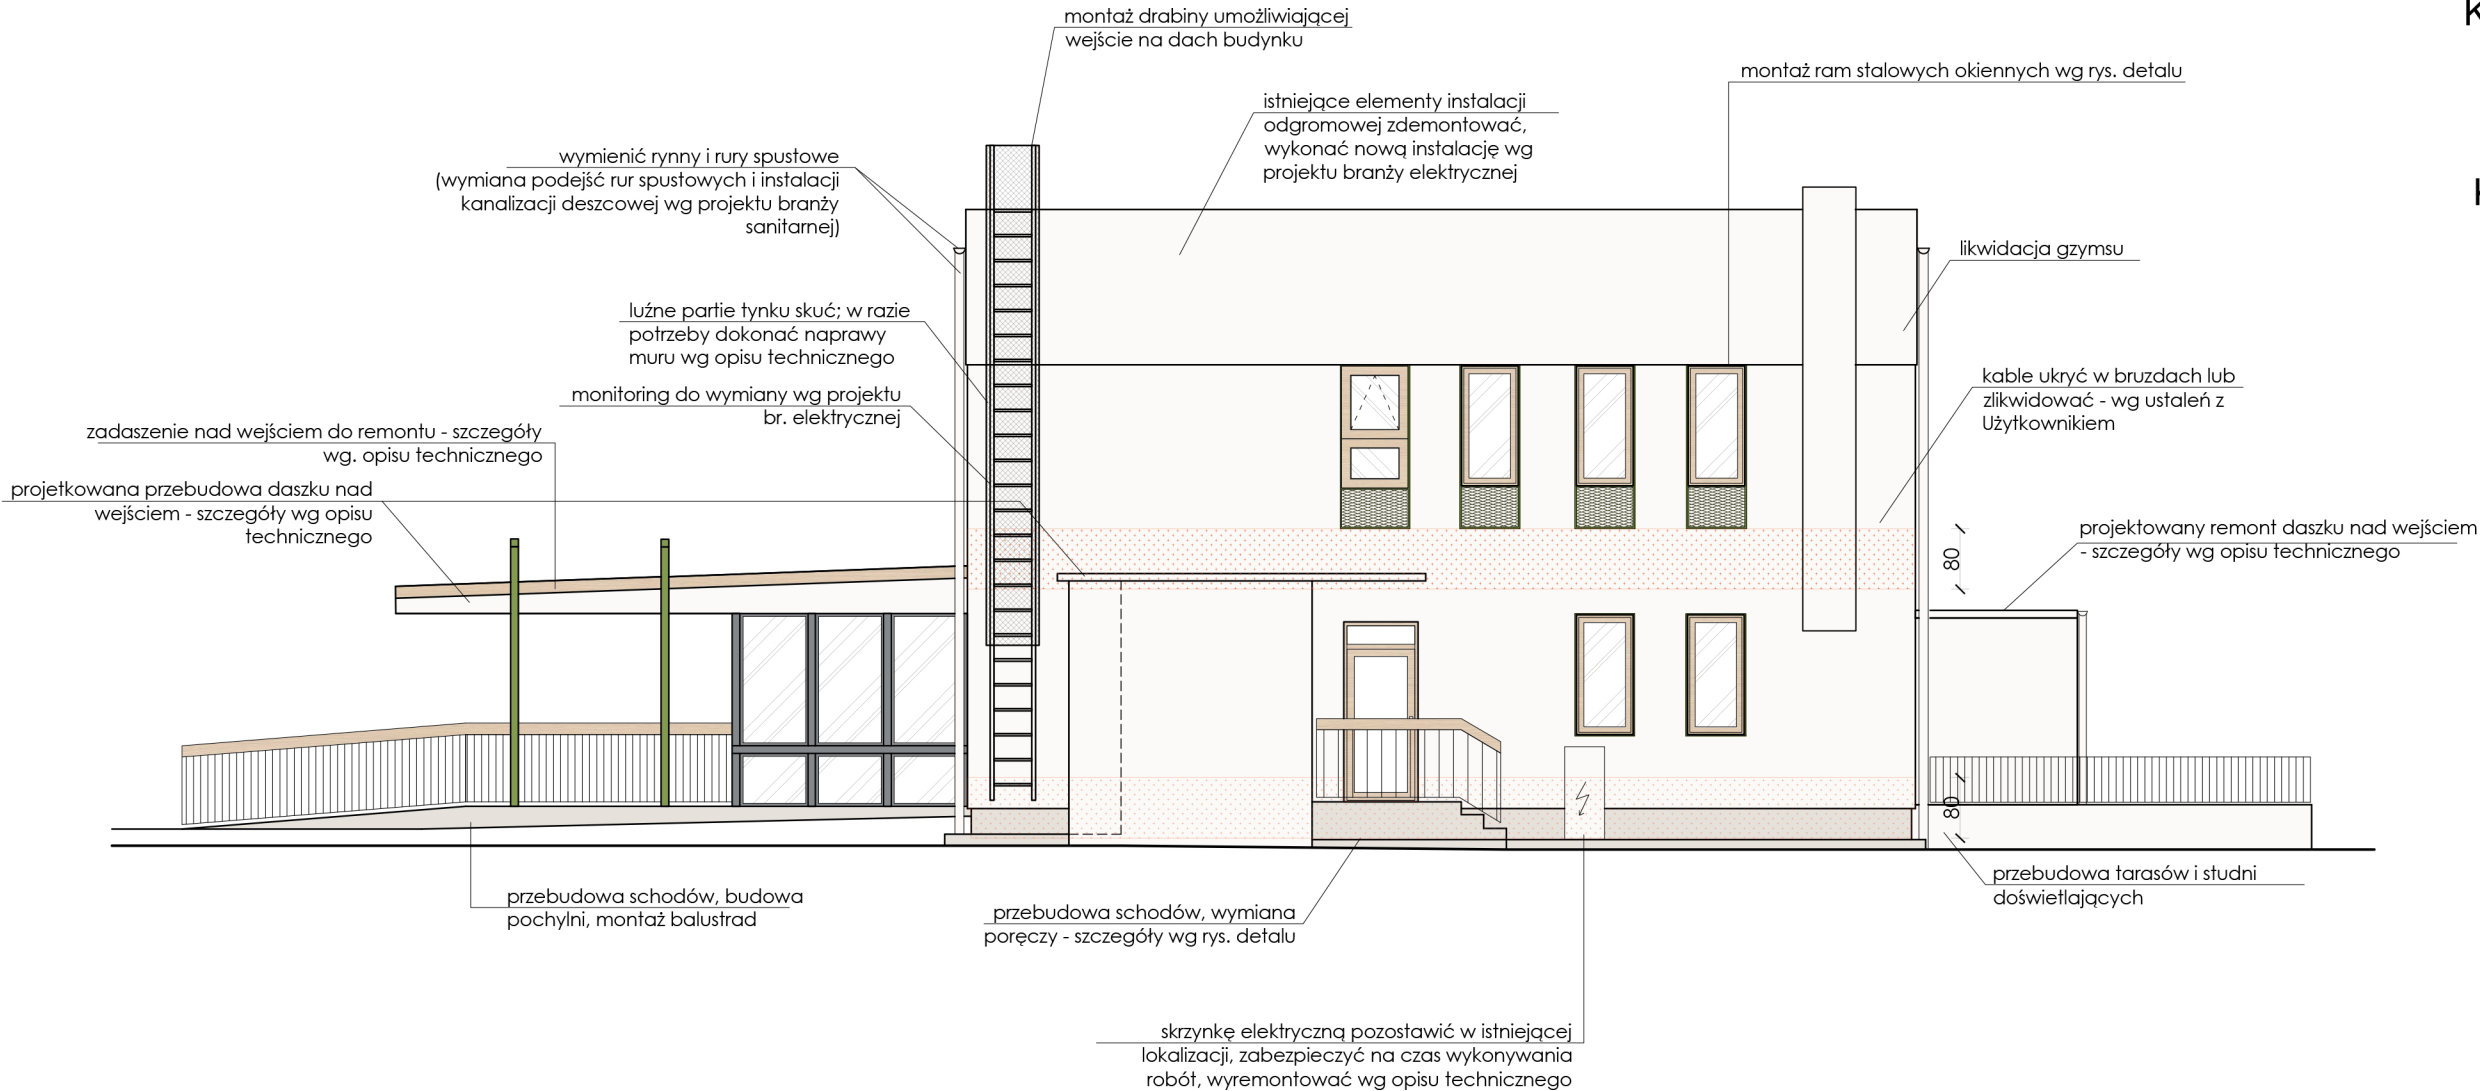 montaż drabiny umożliwiającej
wejście na dach budynku
montaż ram stalowych okiennych wg rys. detalu
istniejące elementy instalacji
odgromowej zdemontować,
wykonać nową instalację wg
projektu branży elektrycznej
wymienić rynny i rury spustowe
(wymiana podejść rur spustowych i instalacji
kanalizacji deszcowej wg projektu branży
sanitarnej)
likwidacja gzymsu
luźne partie tynku skuć; w razie
potrzeby dokonać naprawy
muru wg opisu technicznego
kable ukryć w bruzdach lub
zlikwidować - wg ustaleń z
Użytkownikiem
monitoring do wymiany wg projektu
br. elektrycznej
zadaszenie nad wejściem do remontu - szczegóły
wg. opisu technicznego
projetkowana przebudowa daszku nad
wejściem - szczegóły wg opisu
technicznego
projektowany remont daszku nad wejściem
- szczegóły wg opisu technicznego
80
80
przebudowa schodów, budowa
pochylni, montaż balustrad
przebudowa schodów, wymiana
poręczy - szczegóły wg rys. detalu
przebudowa tarasów i studni
doświetlających
skrzynkę elektryczną pozostawić w istniejącej
lokalizacji, zabezpieczyć na czas wykonywania
robót, wyremontować wg opisu technicznego